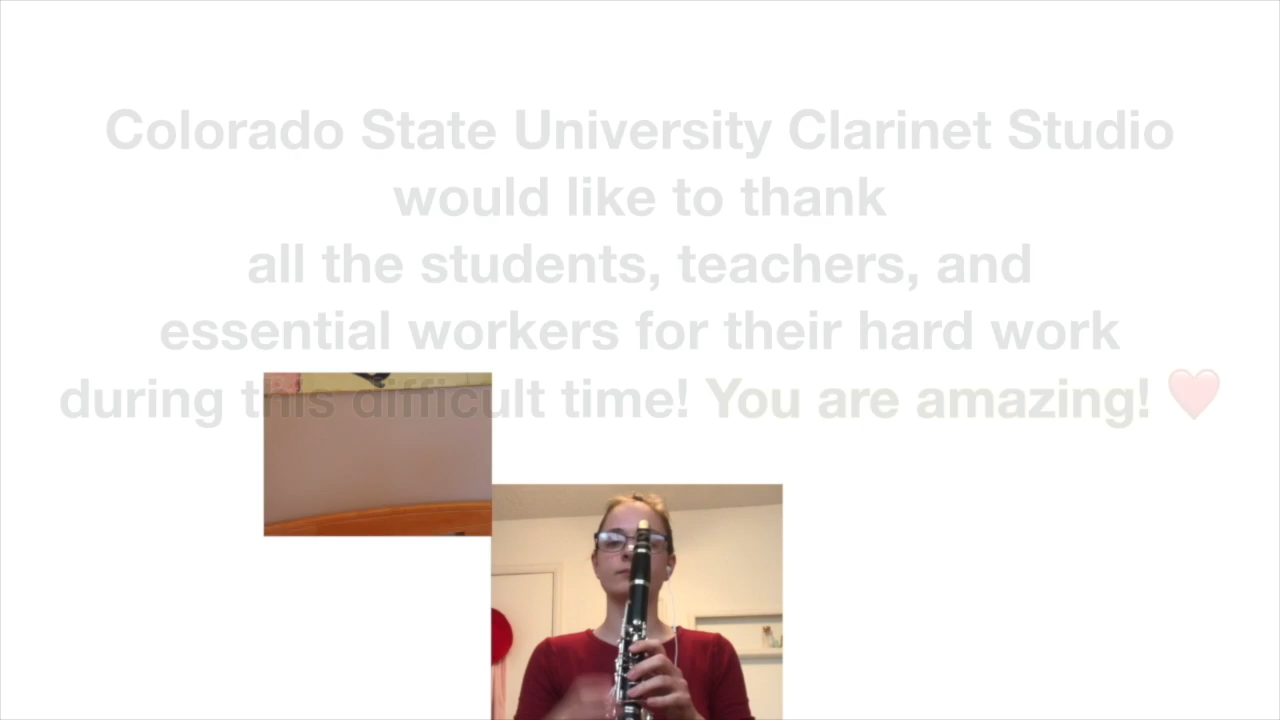 Colorado State University Clarinet Studio
would like to thank
all the students, teachers, and
essential workers for their hard work
during this difficult time! You are amazing! ❤️